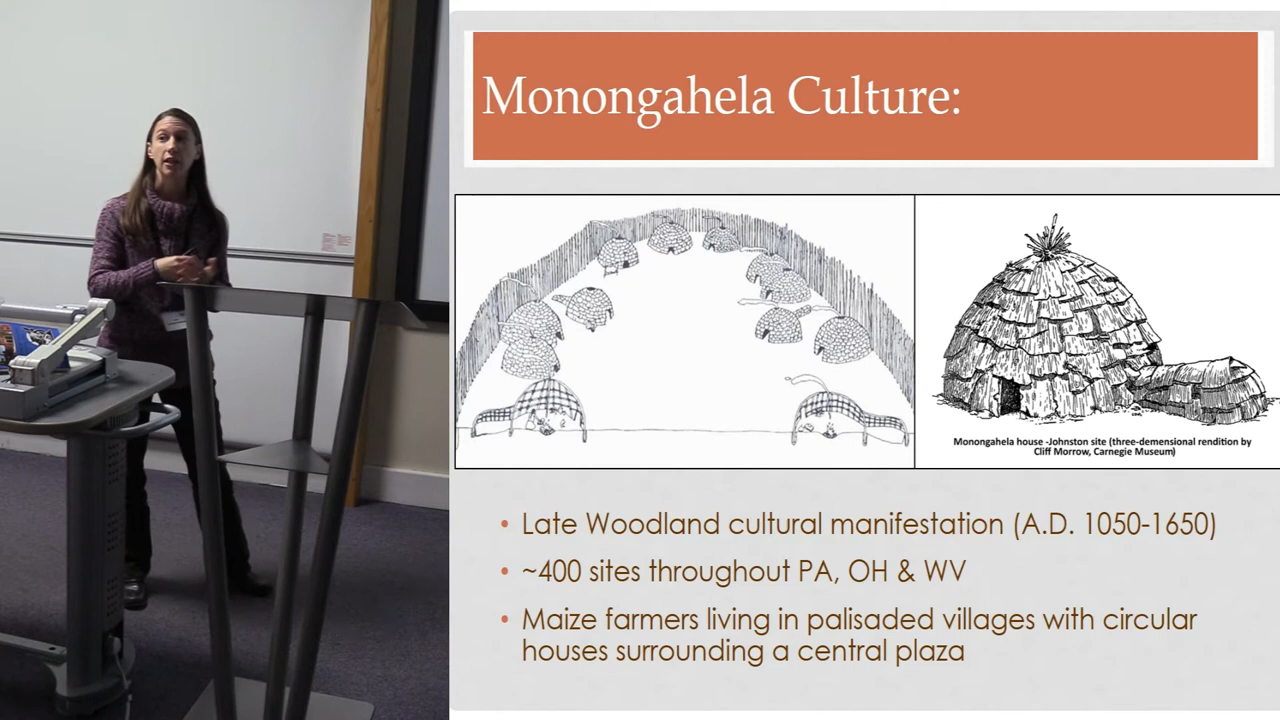 Monongahela Culture:
Monongahela house -Johnston site (three-demensional rendition by
Cliff Morrow, Carnegie Museum)
• Late Woodland cultural manifestation (A.D. 1050-1650)
• ~400 sites throughout PA, OH & WV
• Maize farmers living in palisaded villages with circular
houses surrounding a central plaza